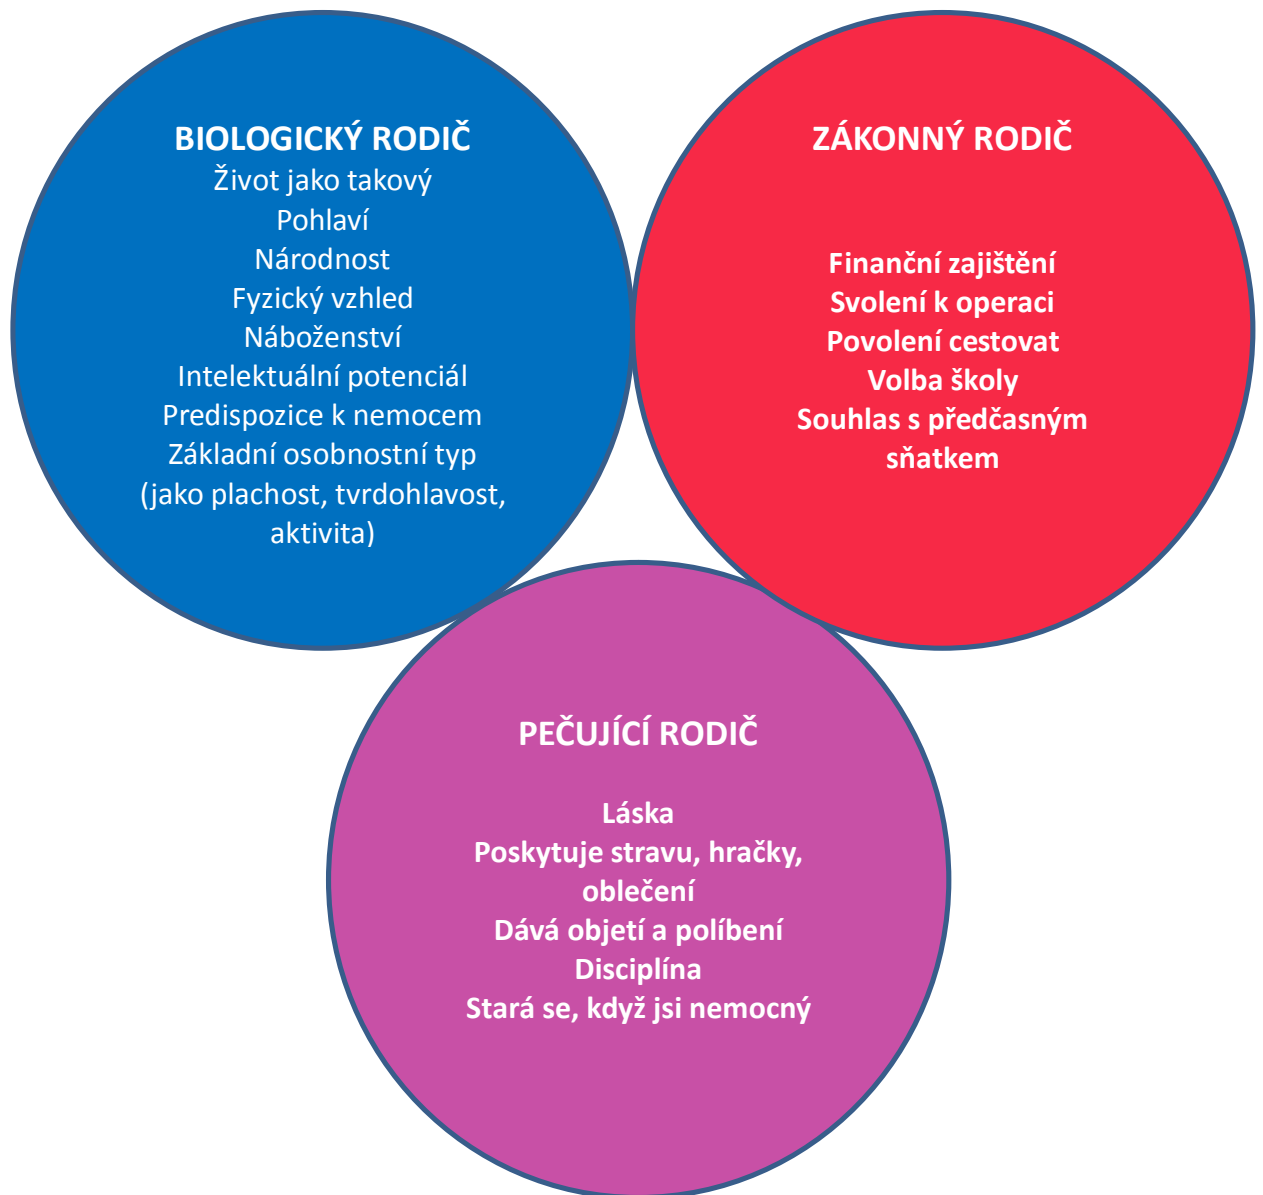 BIOLOGICKÝ RODIČ
Život jako takový
Pohlaví
Národnost
Fyzický vzhled
Náboženství
Intelektuální potenciál
Predispozice k nemocem
Základní osobnostní typ
(jako plachost, tvrdohlavost,
aktivita)
ZÁKONNÝ RODIČ
Finanční zajištění
Svolení k operaci
Povolení cestovat
Volba školy
Souhlas s předčasným
sňatkem
PEČUJÍCÍ RODIČ
Láska
Poskytuje stravu, hračky,
oblečení
Dává objetí a políbení
Disciplína
Stará se, když jsi nemocný